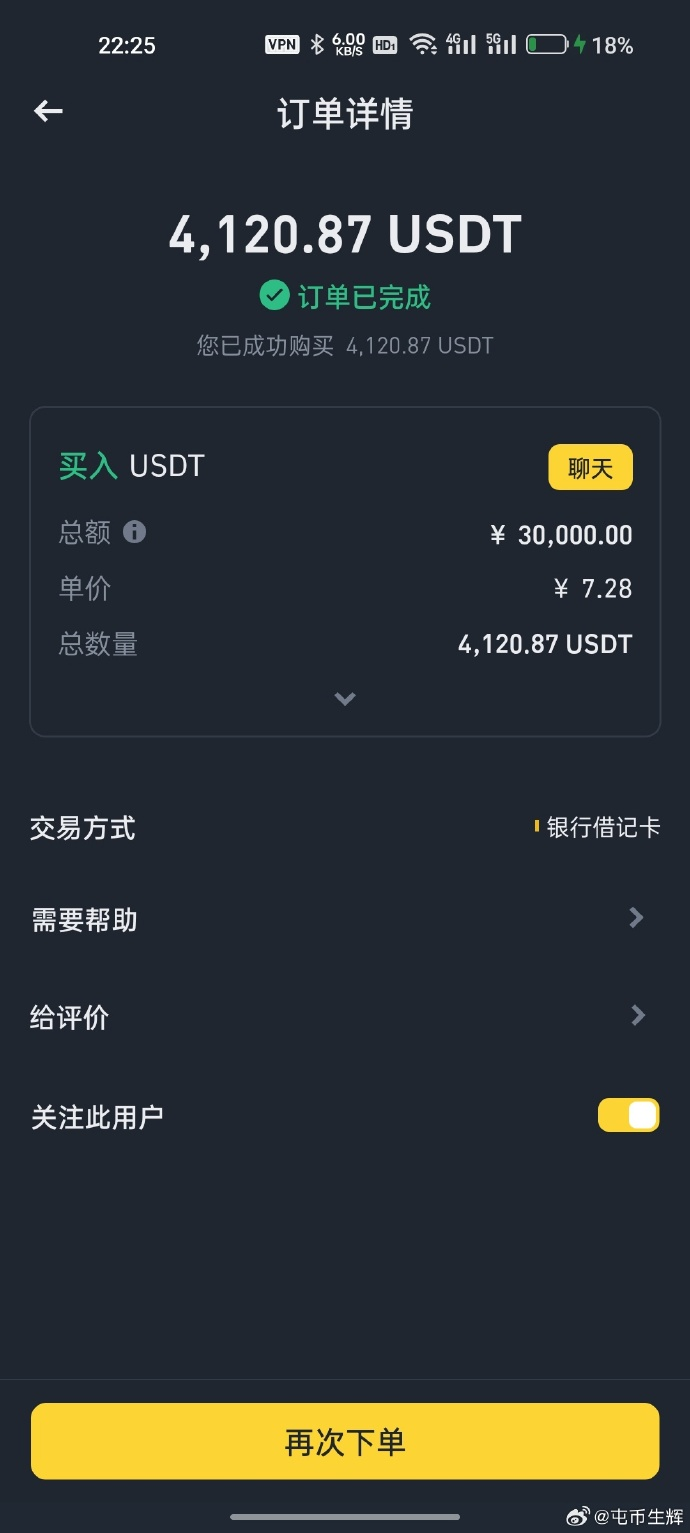 22:25 VPN 6.00 KB/S HD1 4G 5G 18%
订单详情
4,120.87 USDT
订单已完成
您已成功购买 4,120.87 USDT
买入 USDT 聊天
总额 ¥ 30,000.00
单价 ¥ 7.28
总数量 4,120.87 USDT
交易方式 银行借记卡
需要帮助
给评价
关注此用户
再次下单
@屯币生辉